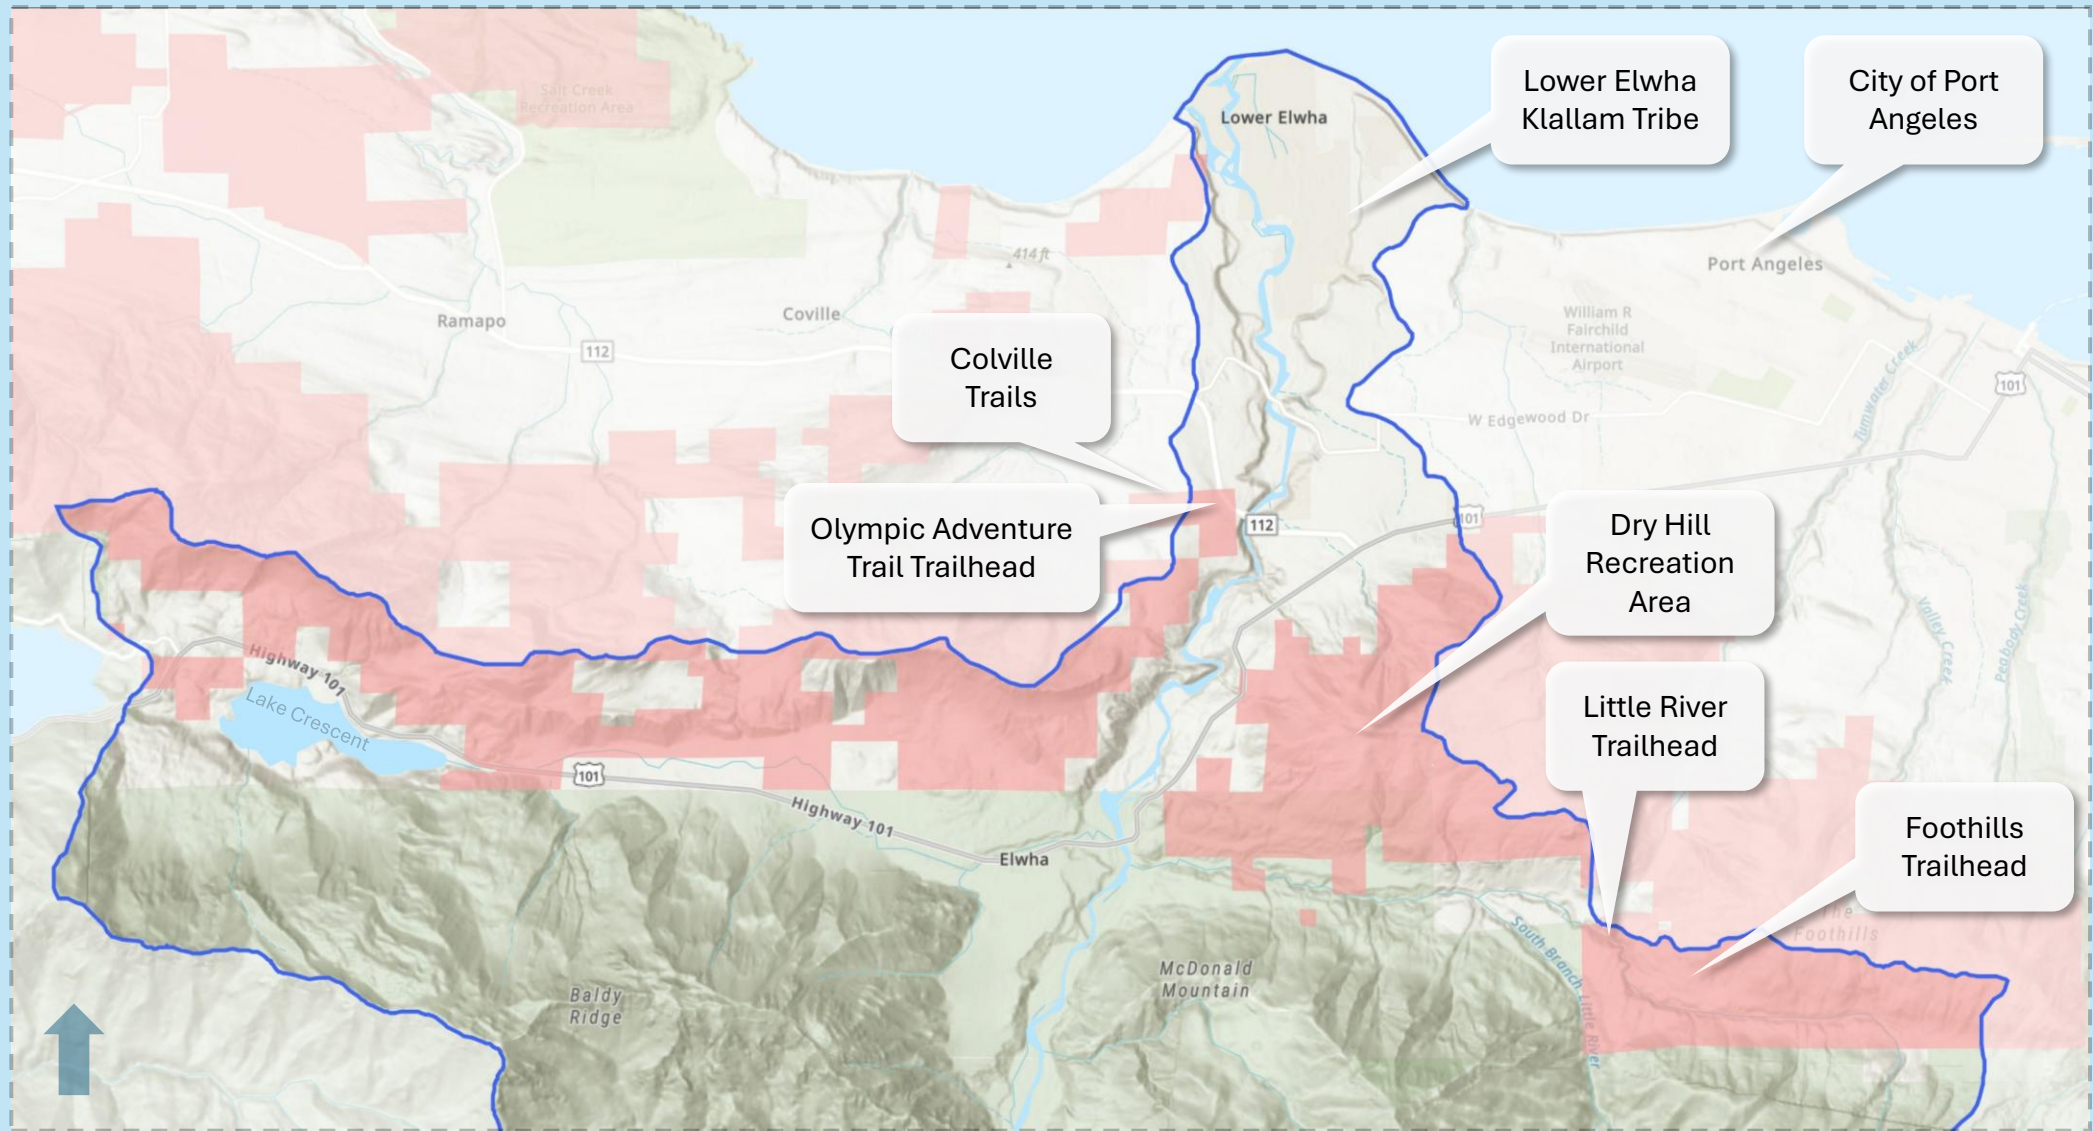 Salt Creek
Recreation Area
Lower Elwha
Lower Elwha
Klallam Tribe
City of Port
Angeles
414 ft
Port Angeles
Ramapo
Coville
112
William R
Fairchild
International
Airport
Colville
Trails
W Edgewood Dr
Tumwater Creek
101
Olympic Adventure
Trail Trailhead
112
101
Dry Hill
Recreation
Area
Valley Creek
Peabody Creek
Highway 101
Lake Crescent
Little River
Trailhead
101
Highway 101
Elwha
Foothills
Trailhead
The
Foothills
South Branch Little River
McDonald
Mountain
Baldy
Ridge